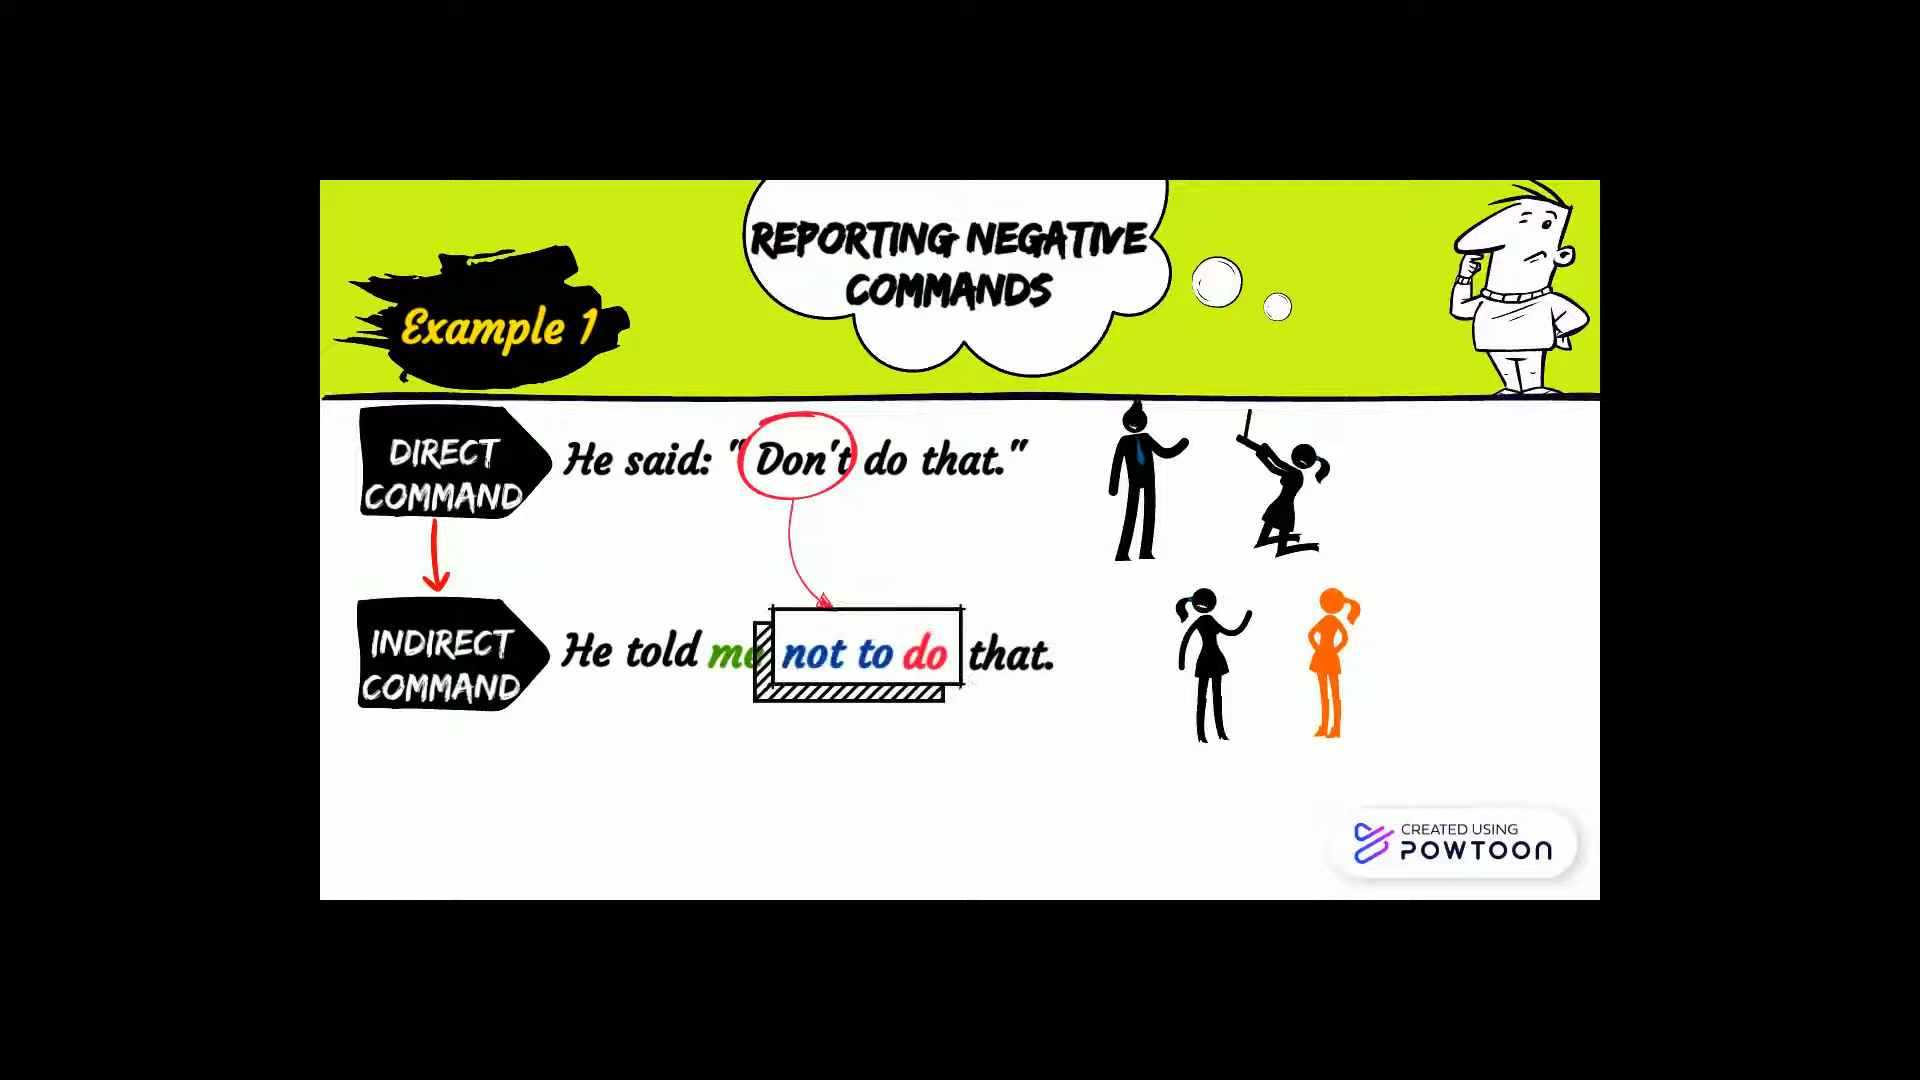 REPORTING NEGATIVE
COMMANDS
Example 1
DIRECT
COMMAND
He said: " Don't do that."
INDIRECT
COMMAND
He told me not to do that.
CREATED USING
POWTOON